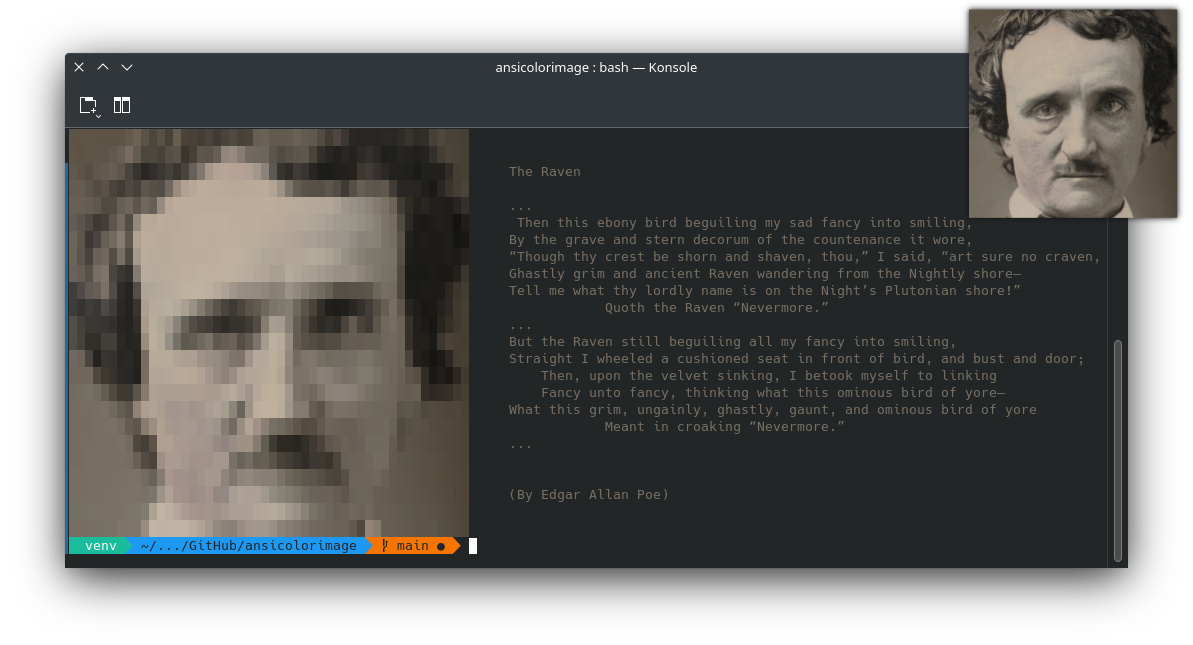 ansicolorimage : bash — Konsole
The Raven
...
Then this ebony bird beguiling my sad fancy into smiling,
By the grave and stern decorum of the countenance it wore,
“Though thy crest be shorn and shaven, thou,” I said, “art sure no craven,
Ghastly grim and ancient Raven wandering from the Nightly shore—
Tell me what thy lordly name is on the Night’s Plutonian shore!”
Quoth the Raven “Nevermore.”
...
But the Raven still beguiling all my fancy into smiling,
Straight I wheeled a cushioned seat in front of bird, and bust and door;
Then, upon the velvet sinking, I betook myself to linking
Fancy unto fancy, thinking what this ominous bird of yore—
What this grim, ungainly, ghastly, gaunt, and ominous bird of yore
Meant in croaking “Nevermore.”
...
(By Edgar Allan Poe)
venv ~/.../GitHub/ansicolorimage main ●